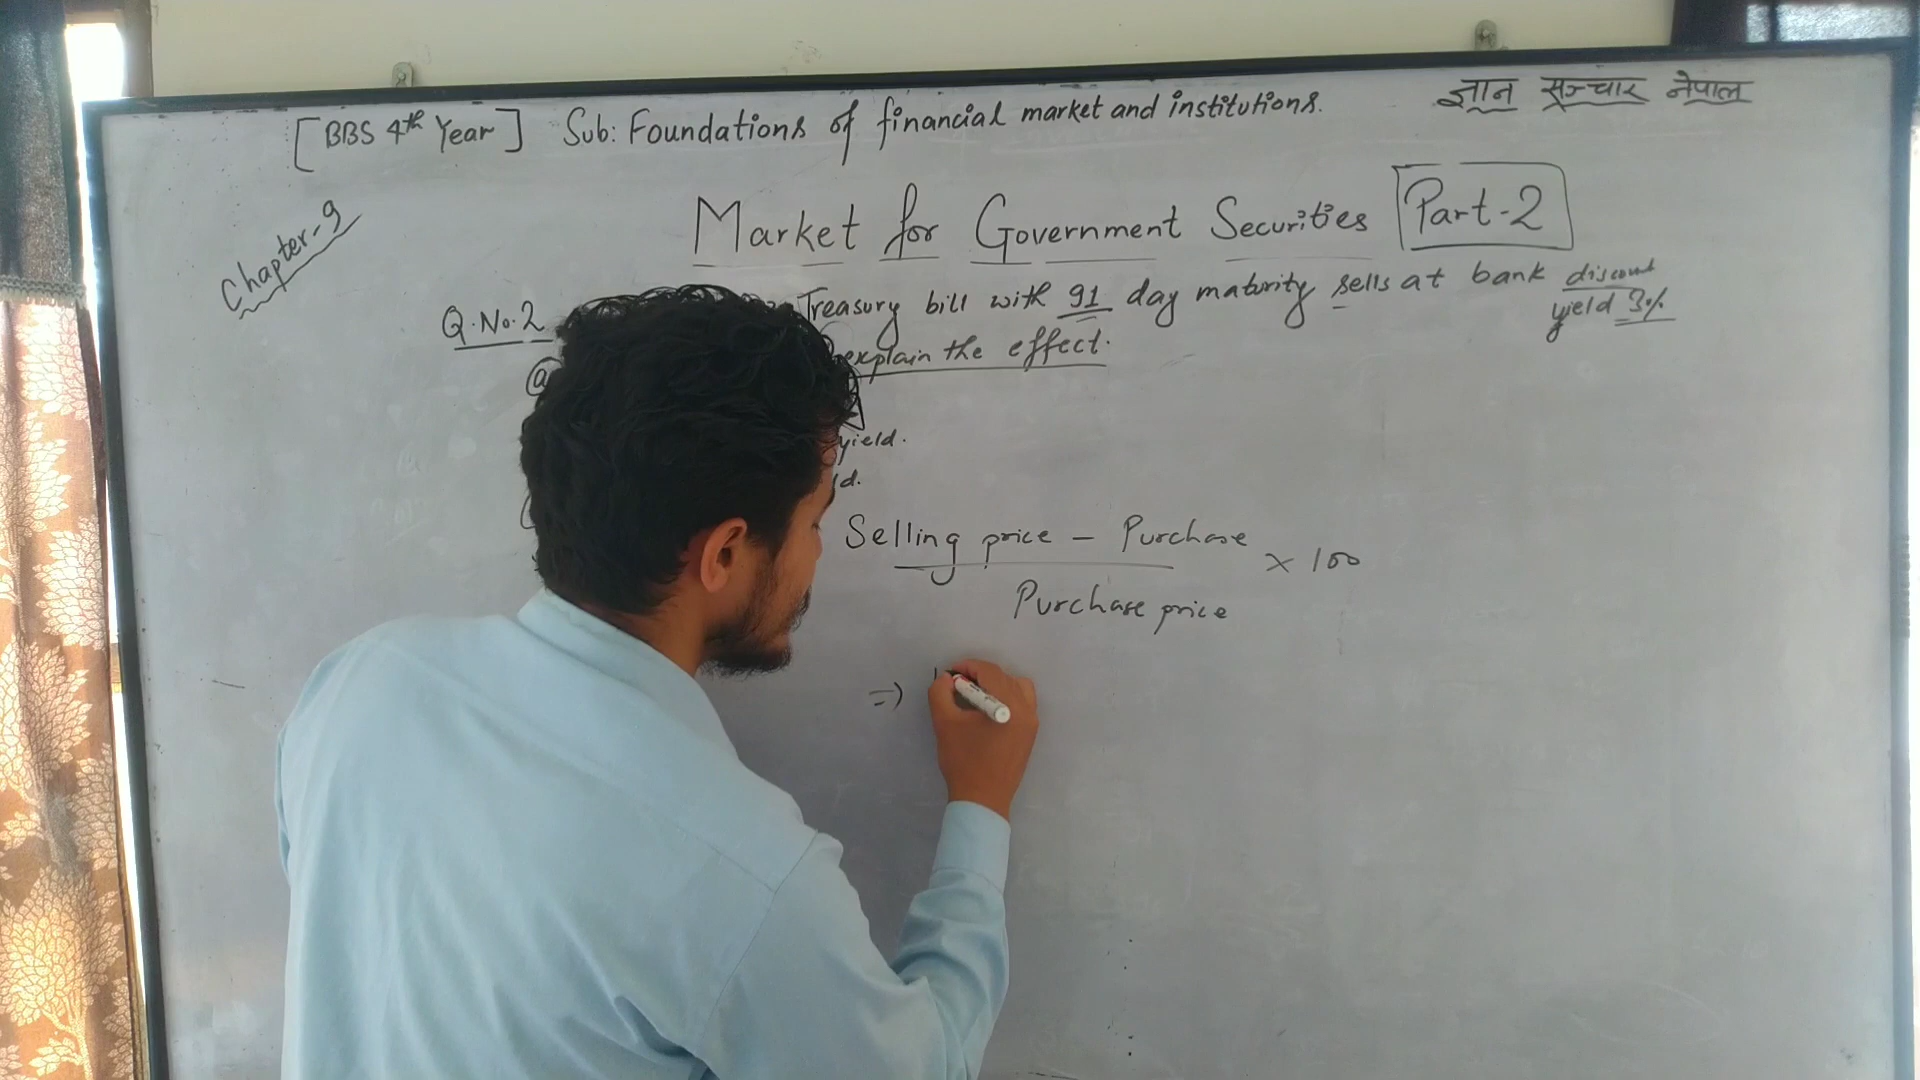 [BBS 4th Year] Sub: Foundations of financial market and institutions.
ज्ञान सञ्चार नेपाल
Chapter-9
Market for Government Securities Part-2
Q.No.2 Treasury bill with 91 day maturity sells at bank discount yield 3%
(a) explain the effect.
yield.
Selling price - Purchase
× 100
Purchase price
=)